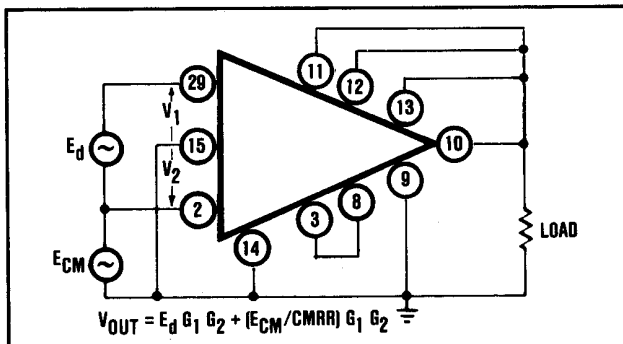 11
12
29
13
V1
Ed
15
10
V2
9
2
8
3
ECM
14
LOAD
VOUT = Ed G1 G2 + (ECM/CMRR) G1 G2